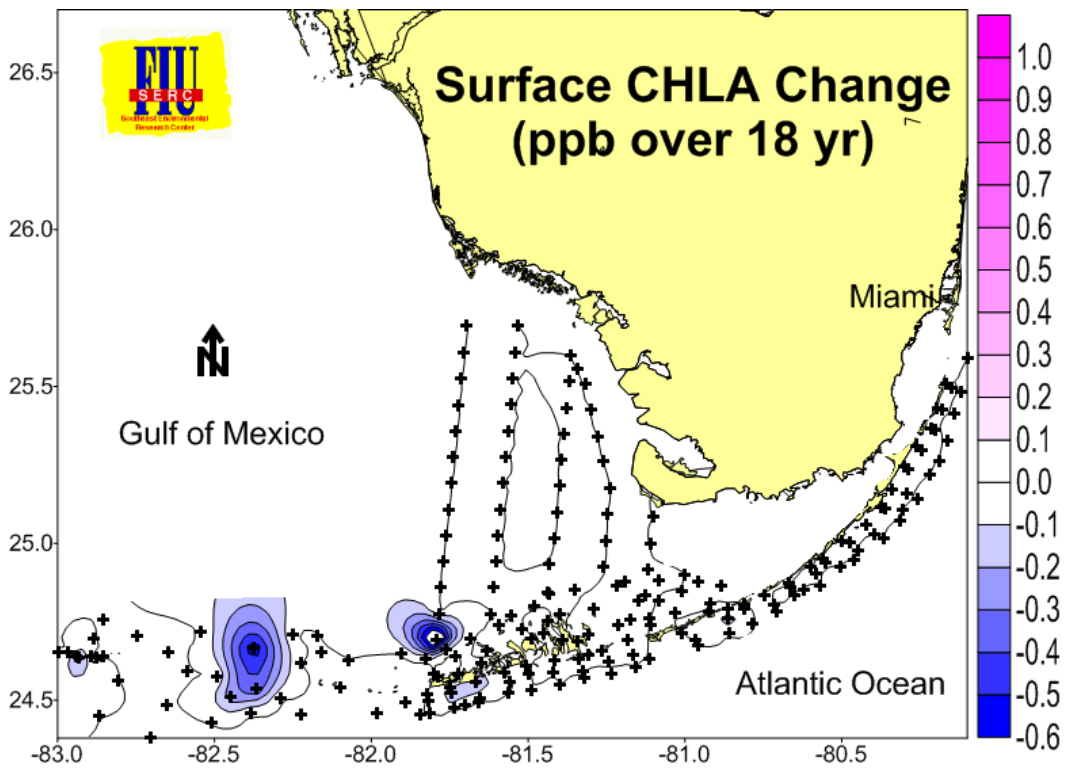 FIU
SERC
Southeast Environmental
Research Center
Surface CHLA Change
(ppb over 18 yr)
7
26.5
26.0
25.5
25.0
24.5
N
Gulf of Mexico
Miami
Atlantic Ocean
-83.0
-82.5
-82.0
-81.5
-81.0
-80.5
1.0
0.9
0.8
0.7
0.6
0.5
0.4
0.3
0.2
0.1
0.0
-0.1
-0.2
-0.3
-0.4
-0.5
-0.6